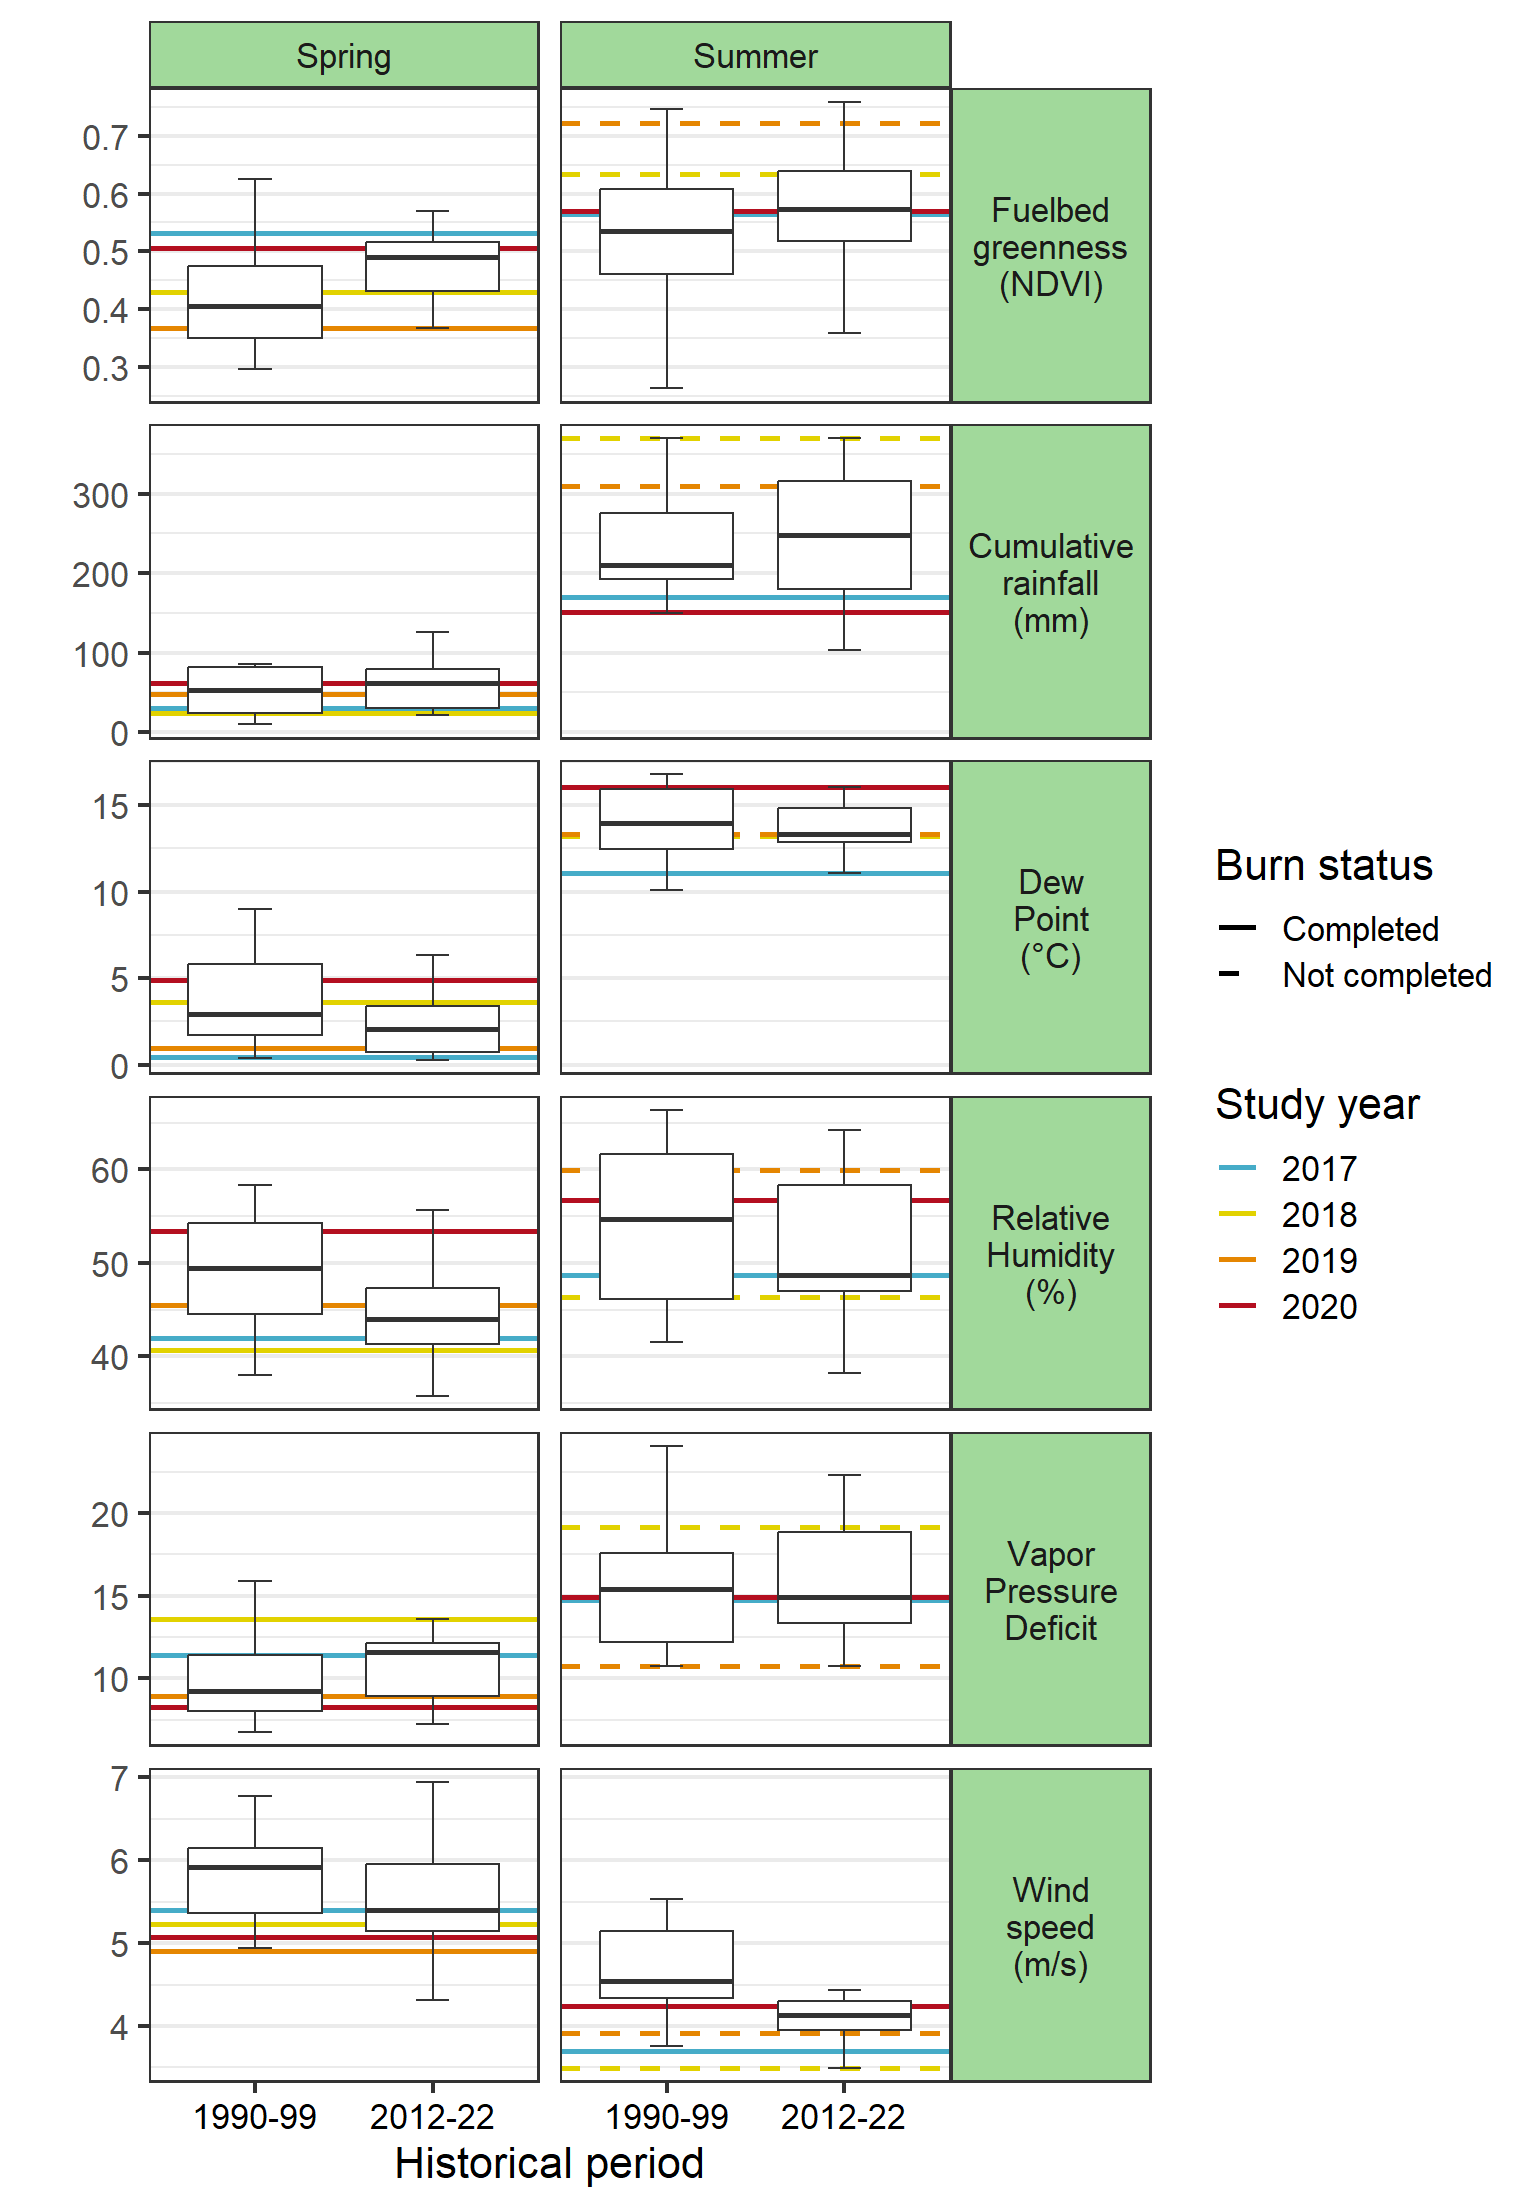 Spring
Summer
0.7
0.6
0.5
0.4
0.3
Fuelbed
greenness
(NDVI)
300
200
100
0
Cumulative
rainfall
(mm)
15
10
5
0
Dew
Point
(°C)
60
50
40
Relative
Humidity
(%)
20
15
10
Vapor
Pressure
Deficit
7
6
5
4
Wind
speed
(m/s)
1990-99
2012-22
1990-99
2012-22
Historical period
Burn status
Completed
Not completed
Study year
2017
2018
2019
2020